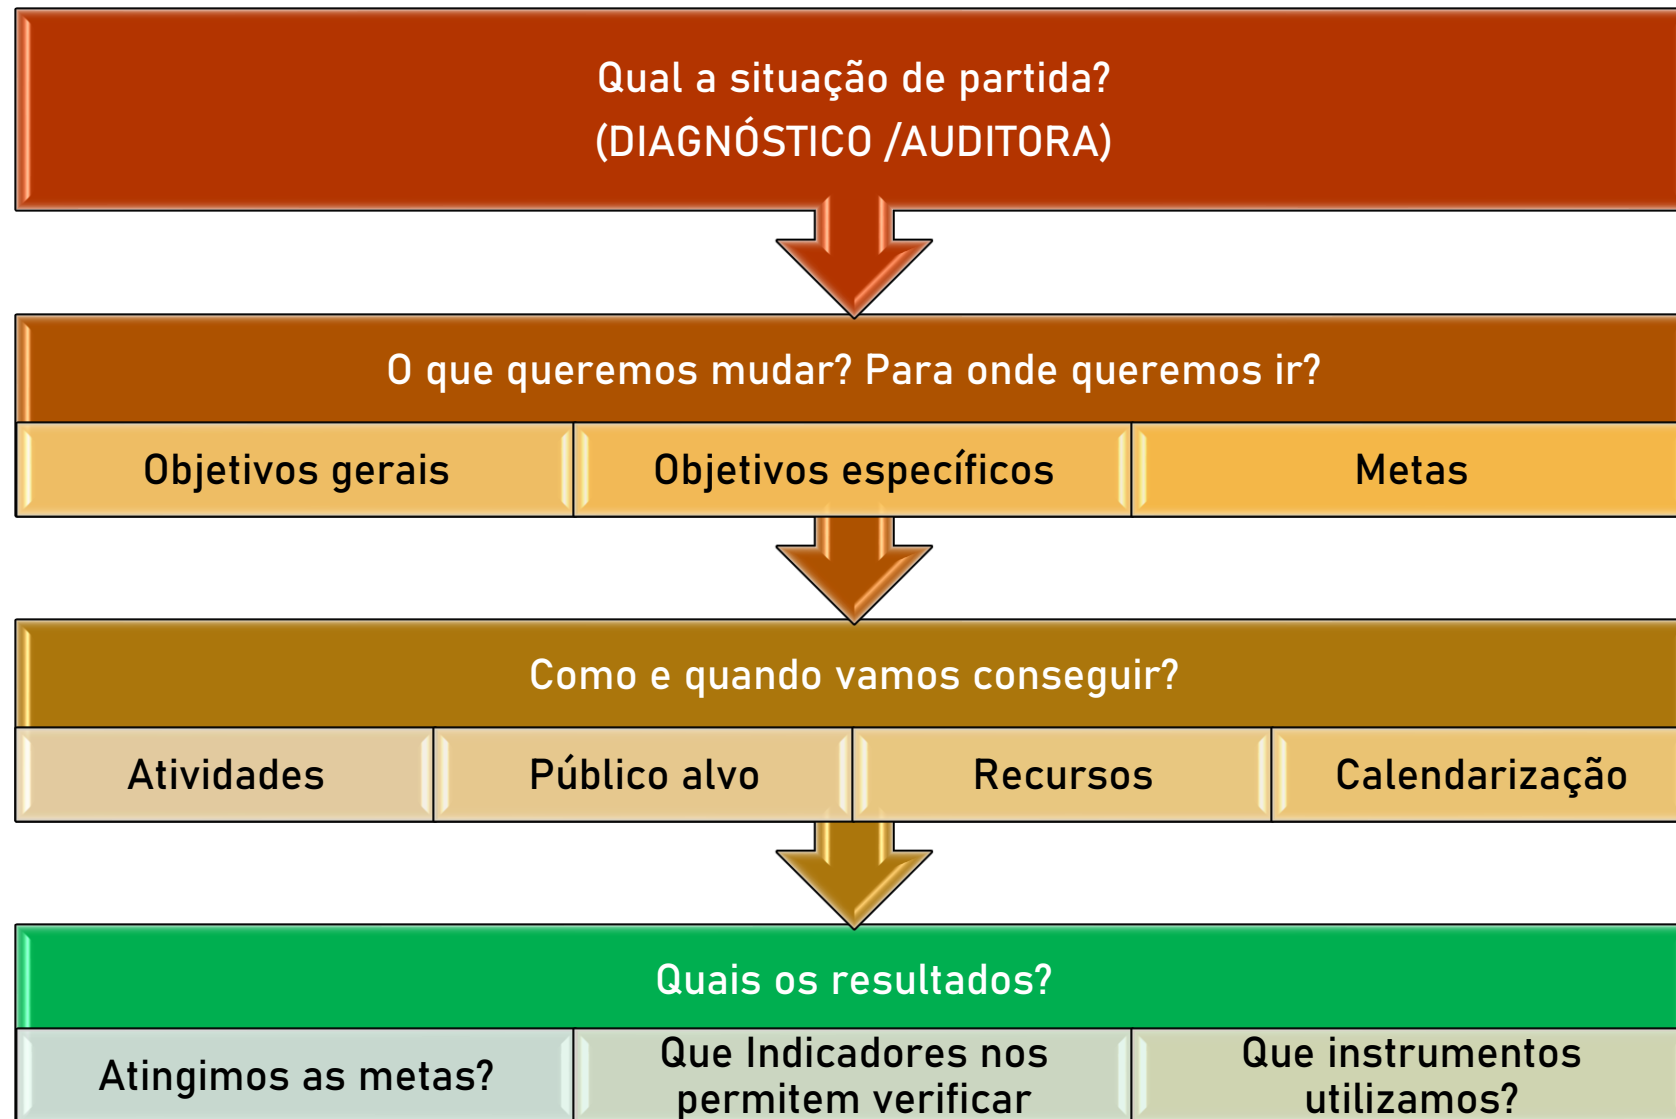 Qual a situação de partida?
(DIAGNÓSTICO /AUDITORA)
O que queremos mudar? Para onde queremos ir?
Objetivos gerais
Objetivos específicos
Metas
Como e quando vamos conseguir?
Atividades
Público alvo
Recursos
Calendarização
Quais os resultados?
Atingimos as metas?
Que Indicadores nos
permitem verificar
Que instrumentos
utilizamos?